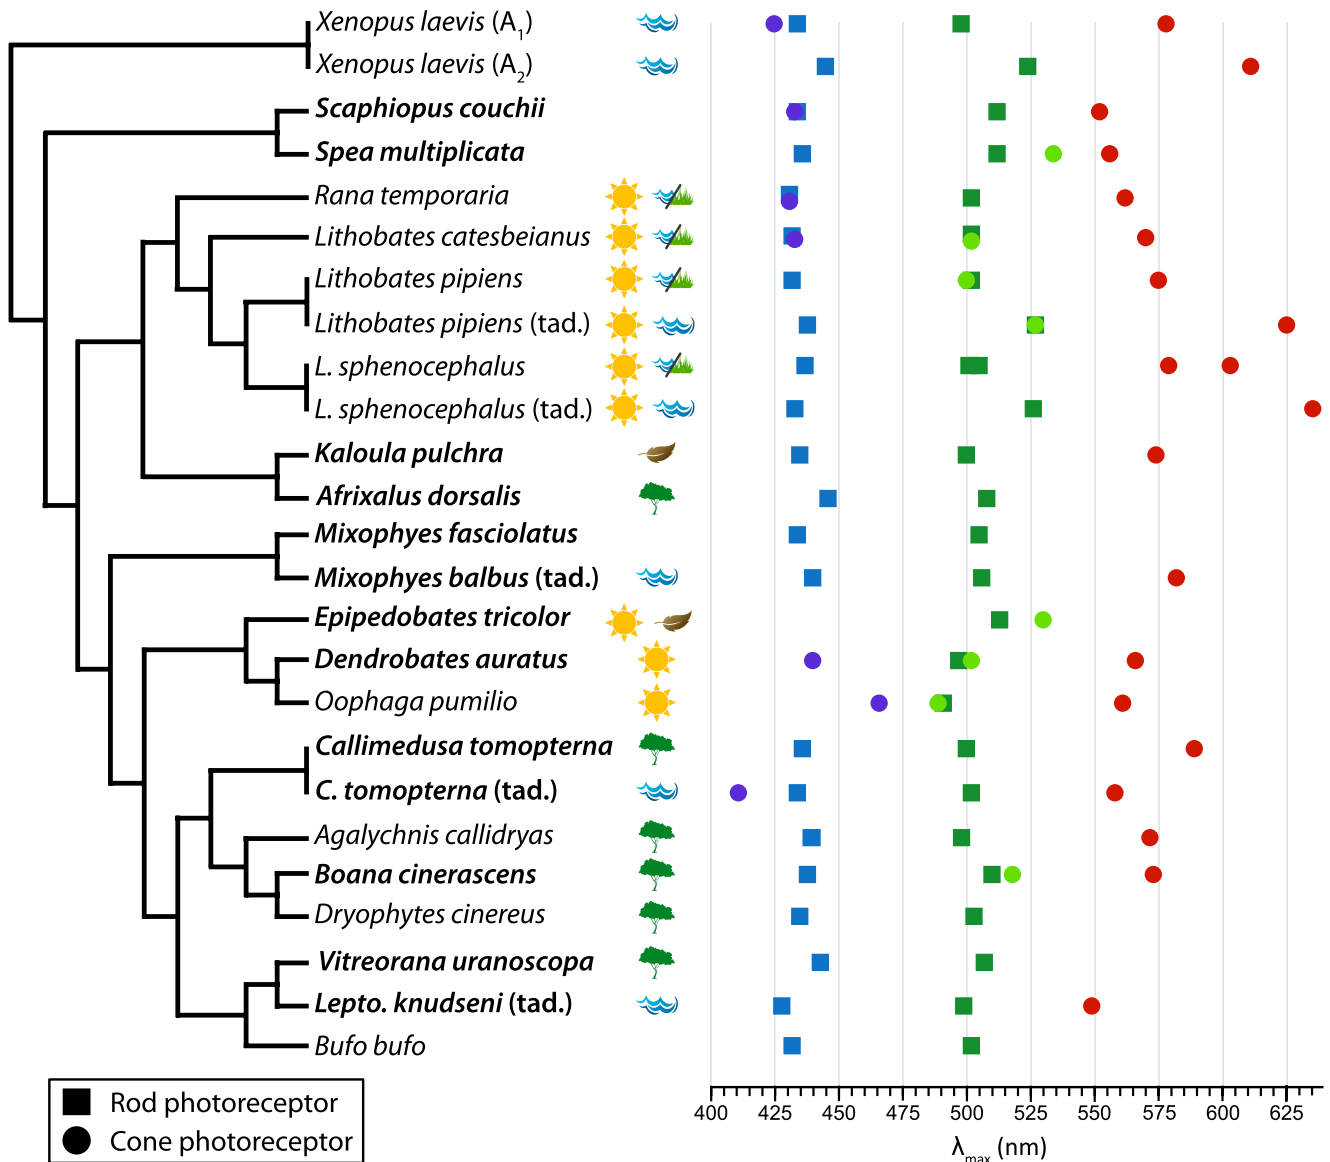 Xenopus laevis (A1)
Xenopus laevis (A2)
Scaphiopus couchii
Spea multiplicata
Rana temporaria
Lithobates catesbeianus
Lithobates pipiens
Lithobates pipiens (tad.)
L. sphenocephalus
L. sphenocephalus (tad.)
Kaloula pulchra
Afrixalus dorsalis
Mixophyes fasciolatus
Mixophyes balbus (tad.)
Epipedobates tricolor
Dendrobates auratus
Oophaga pumilio
Callimedusa tomopterna
C. tomopterna (tad.)
Agalychnis callidryas
Boana cinerascens
Dryophytes cinereus
Vitreorana uranoscopa
Lepto. knudseni (tad.)
Bufo bufo
Rod photoreceptor
Cone photoreceptor
400 425 450 475 500 525 550 575 600 625
λmax (nm)